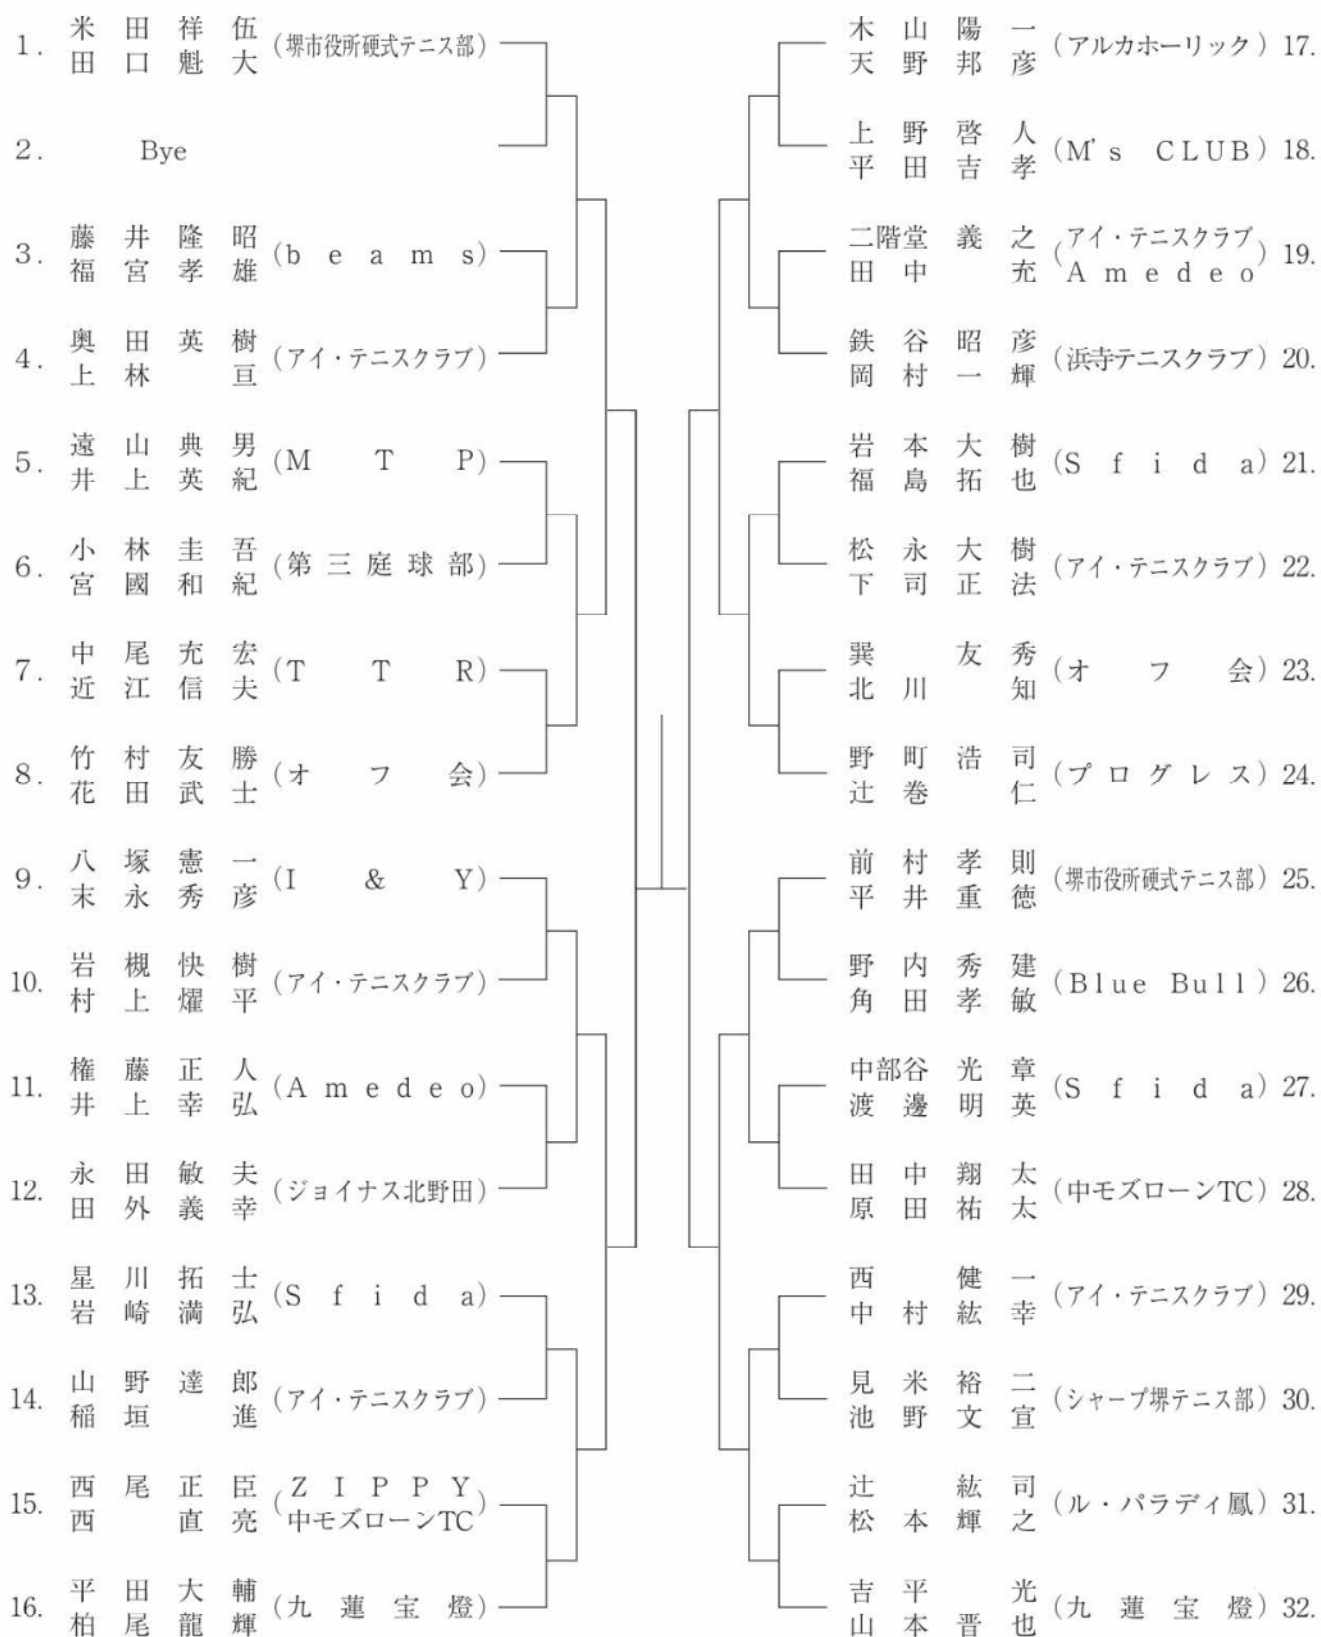 1. 米田祥伍 (堺市役所硬式テニス部)
田口魁大
2. Bye
3. 藤井隆昭 (beams)
福宮孝雄
4. 奥田英樹 (アイ・テニスクラブ)
上林亘
5. 遠山典男 (MTP)
井上英紀
6. 小林圭吾 (第三庭球部)
宮國和紀
7. 中尾充宏 (TTR)
近江信夫
8. 竹村友勝 (オフ会)
花田武士
9. 八塚憲一 (I&Y)
末永秀彦
10. 岩槻快樹 (アイ・テニスクラブ)
村上燿平
11. 権藤正人 (Amedeo)
井上幸弘
12. 永田敏夫 (ジョイナス北野田)
田外義幸
13. 星川拓士 (Sfida)
岩崎満弘
14. 山野達郎 (アイ・テニスクラブ)
稲垣進
15. 西尾正臣 (ZIPPY
西直亮 中モズローンTC)
16. 平田大輔 (九蓮宝燈)
柏尾龍輝
木山陽一 (アルカホーリック) 17.
天野邦彦
上野啓人 (M's CLUB) 18.
平田吉孝
二階堂義之 (アイ・テニスクラブ 19.
田中充 Amedeo)
鉄谷昭彦 (浜寺テニスクラブ) 20.
岡村一輝
岩本大樹 (Sfida) 21.
福島拓也
松永大樹 (アイ・テニスクラブ) 22.
下司正法
巽友秀 (オフ会) 23.
北川知
野町浩司 (プログレス) 24.
辻巻仁
前村孝則 (堺市役所硬式テニス部) 25.
平井重徳
野内秀建 (Blue Bull) 26.
角田孝敏
中部谷光章 (Sfida) 27.
渡邊明英
田中翔太 (中モズローンTC) 28.
原田祐太
西健一 (アイ・テニスクラブ) 29.
中村紘幸
見米裕二 (シャープ堺テニス部) 30.
池野文宣
辻紘司 (ル・パラディ鳳) 31.
松本輝之
吉平光 (九蓮宝燈) 32.
山本晋也